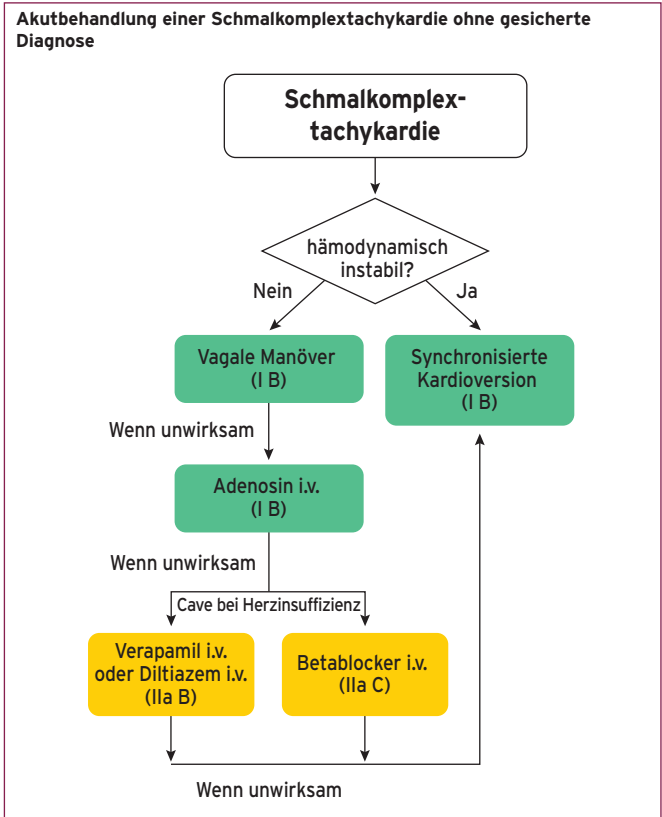 Akutbehandlung einer Schmalkomplextachykardie ohne gesicherte
Diagnose
Schmalkomplex-
tachykardie
hämodynamisch
instabil?
Nein
Ja
Vagale Manöver
(I B)
Synchronisierte
Kardioversion
(I B)
Wenn unwirksam
Adenosin i.v.
(I B)
Wenn unwirksam
Cave bei Herzinsuffizienz
Verapamil i.v.
oder Diltiazem i.v.
(IIa B)
Betablocker i.v.
(IIa C)
Wenn unwirksam